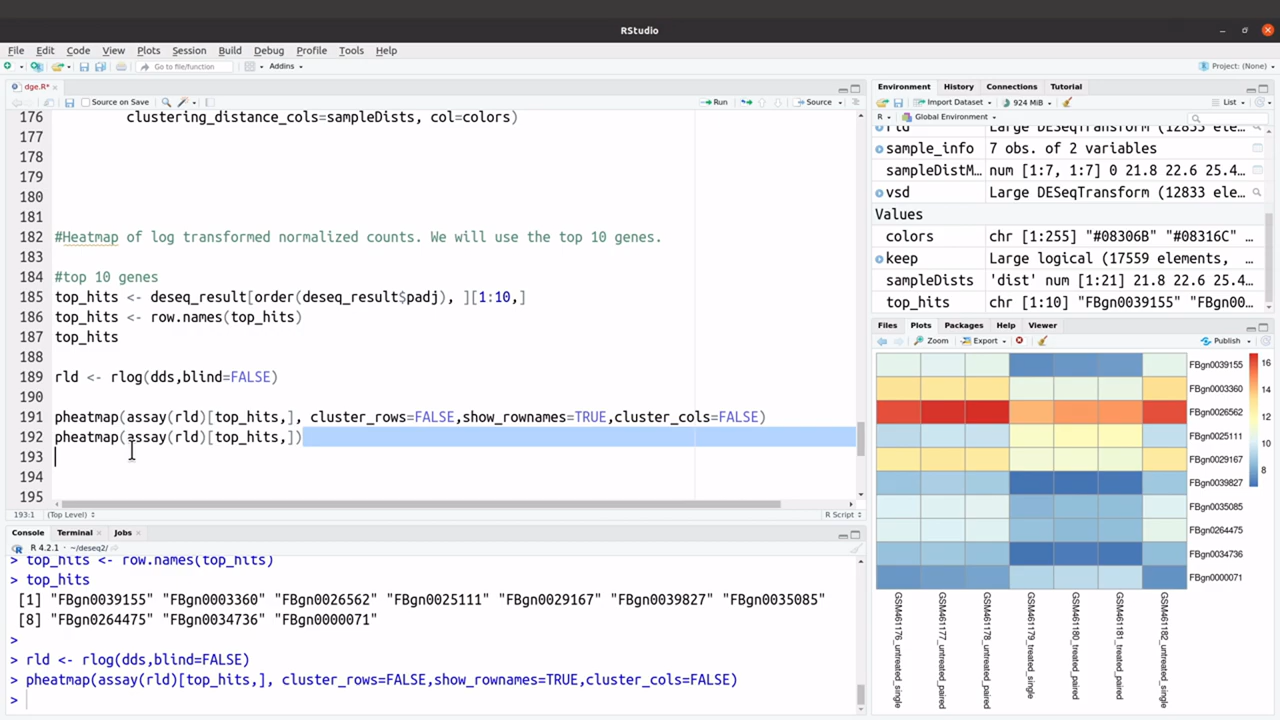 RStudio
File Edit Code View Plots Session Build Debug Profile Tools Help
Go to file/function Addins Project: (None)
dge.R*
Source on Save Run Source
176 clustering_distance_cols=sampleDists, col=colors)
177
178
179
180
181
182 #Heatmap of log transformed normalized counts. We will use the top 10 genes.
183
184 #top 10 genes
185 top_hits <- deseq_result[order(deseq_result$padj), ][1:10,]
186 top_hits <- row.names(top_hits)
187 top_hits
188
189 rld <- rlog(dds,blind=FALSE)
190
191 pheatmap(assay(rld)[top_hits,], cluster_rows=FALSE,show_rownames=TRUE,cluster_cols=FALSE)
192 pheatmap(assay(rld)[top_hits,])
193
194
195
193:1 (Top Level) R Script
Console Terminal Jobs
R 4.2.1 · ~/deseq2/
> top_hits <- row.names(top_hits)
> top_hits
[1] "FBgn0039155" "FBgn0003360" "FBgn0026562" "FBgn0025111" "FBgn0029167" "FBgn0039827" "FBgn0035085"
[8] "FBgn0264475" "FBgn0034736" "FBgn0000071"
>
> rld <- rlog(dds,blind=FALSE)
> pheatmap(assay(rld)[top_hits,], cluster_rows=FALSE,show_rownames=TRUE,cluster_cols=FALSE)
>
Environment History Connections Tutorial
Import Dataset 924 MiB List
R Global Environment
rld Large DESeqTransform (12833 ele…
sample_info 7 obs. of 2 variables
sampleDistM… num [1:7, 1:7] 0 21.8 22.6 25.4…
vsd Large DESeqTransform (12833 ele…
Values
colors chr [1:255] "#08306B" "#08316C" …
keep Large logical (17559 elements, …
sampleDists 'dist' num [1:21] 21.8 22.6 25.4…
top_hits chr [1:10] "FBgn0039155" "FBgn00…
Files Plots Packages Help Viewer
Zoom Export Publish
FBgn0039155
FBgn0003360
FBgn0026562
FBgn0025111
FBgn0029167
FBgn0039827
FBgn0035085
FBgn0264475
FBgn0034736
FBgn0000071
16
14
12
10
8
GSM461176_untreated_single
GSM461177_untreated_paired
GSM461178_untreated_paired
GSM461179_treated_single
GSM461180_treated_paired
GSM461181_treated_paired
GSM461182_untreated_single